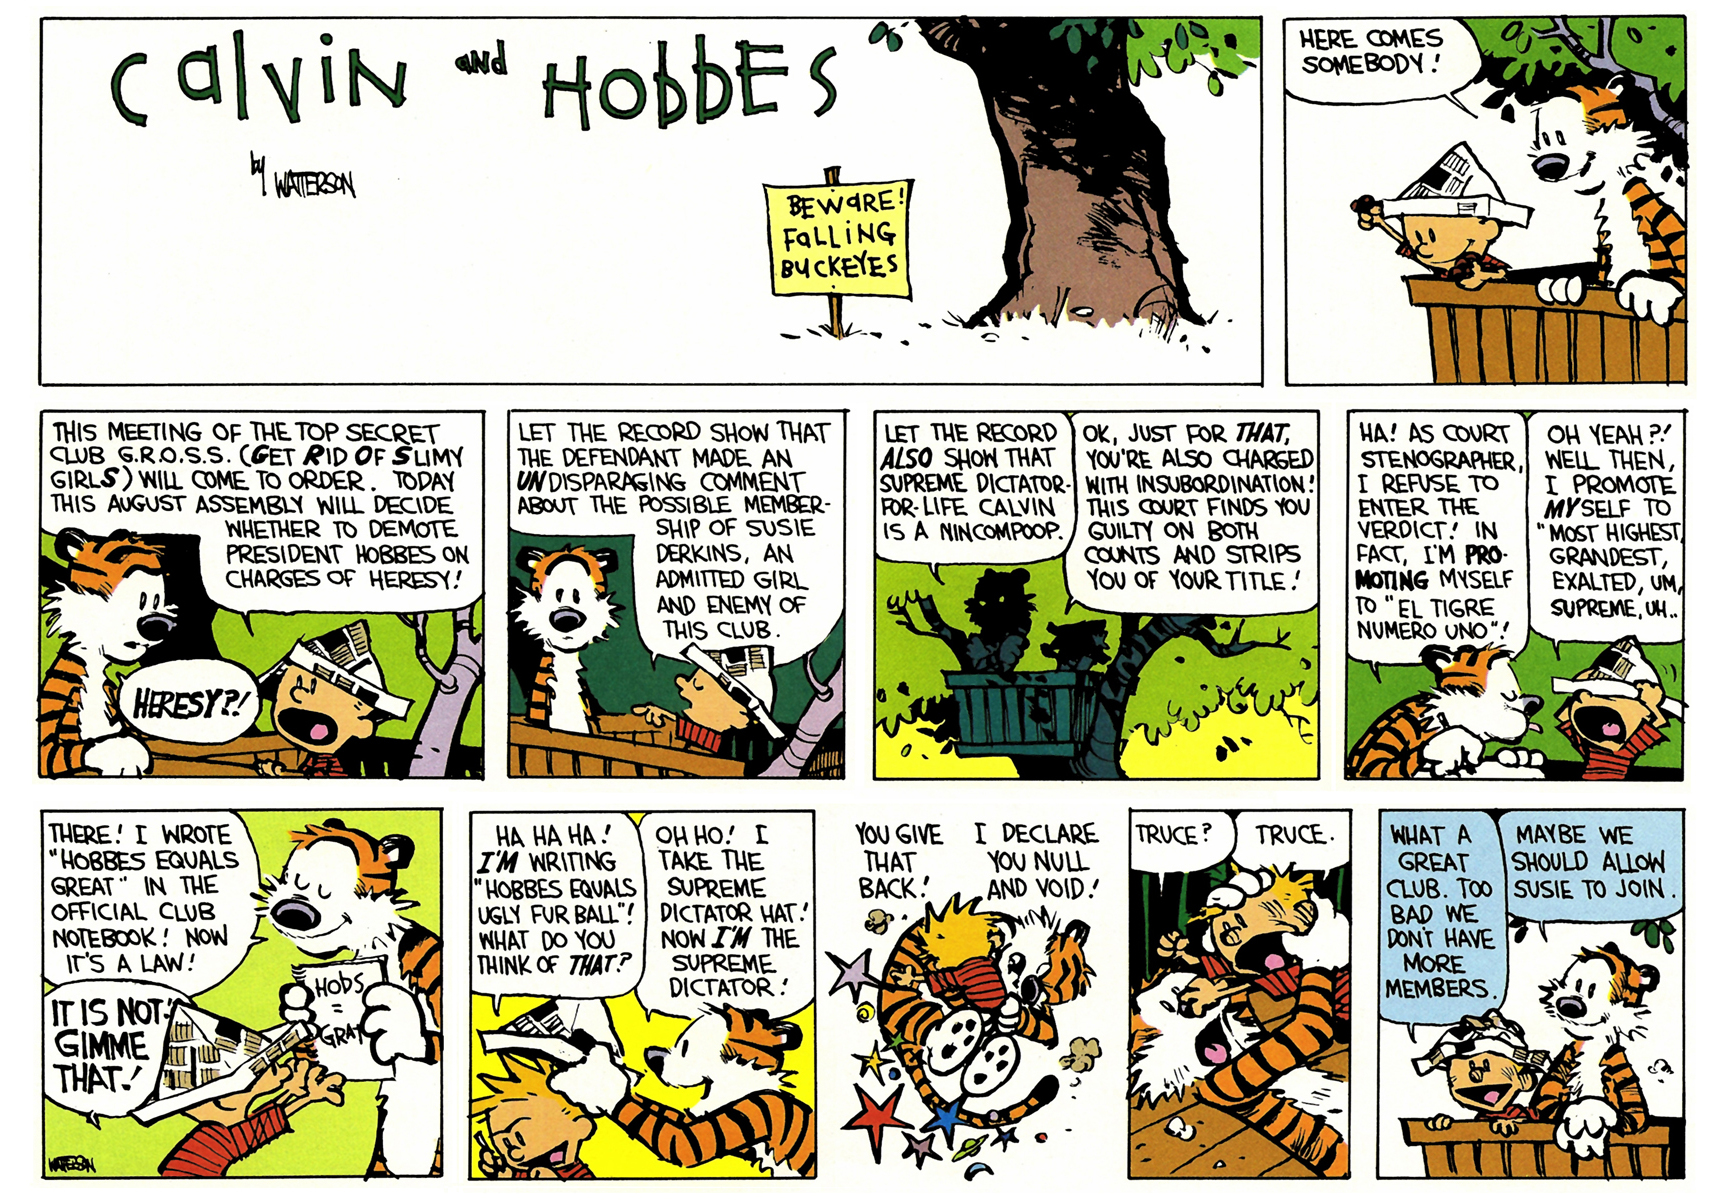 Calvin and Hobbes
by WATTERSON
BEWARE!
FALLING
BUCKEYES
HERE COMES
SOMEBODY!
THIS MEETING OF THE TOP SECRET
CLUB G.R.O.S.S. (GET RID OF SLIMY
GIRLS) WILL COME TO ORDER. TODAY
THIS AUGUST ASSEMBLY WILL DECIDE
WHETHER TO DEMOTE
PRESIDENT HOBBES ON
CHARGES OF HERESY!
HERESY?!
LET THE RECORD SHOW THAT
THE DEFENDANT MADE AN
UNDISPARAGING COMMENT
ABOUT THE POSSIBLE MEMBER-
SHIP OF SUSIE
DERKINS, AN
ADMITTED GIRL
AND ENEMY OF
THIS CLUB.
LET THE RECORD
ALSO SHOW THAT
SUPREME DICTATOR-
FOR-LIFE CALVIN
IS A NINCOMPOOP.
OK, JUST FOR THAT,
YOU'RE ALSO CHARGED
WITH INSUBORDINATION!
THIS COURT FINDS YOU
GUILTY ON BOTH
COUNTS AND STRIPS
YOU OF YOUR TITLE!
HA! AS COURT
STENOGRAPHER,
I REFUSE TO
ENTER THE
VERDICT! IN
FACT, I'M PRO-
MOTING MYSELF
TO "EL TIGRE
NUMERO UNO"!
OH YEAH?!
WELL THEN,
I PROMOTE
MYSELF TO
"MOST HIGHEST,
GRANDEST,
EXALTED, UM,
SUPREME, UH..
THERE! I WROTE
"HOBBES EQUALS
GREAT" IN THE
OFFICIAL CLUB
NOTEBOOK! NOW
IT'S A LAW!
HOBS
=
GRAT
IT IS NOT!
GIMME
THAT!
WATTERSON
HA HA HA!
I'M WRITING
"HOBBES EQUALS
UGLY FUR BALL"!
WHAT DO YOU
THINK OF THAT?
OH HO! I
TAKE THE
SUPREME
DICTATOR HAT!
NOW I'M THE
SUPREME
DICTATOR!
YOU GIVE
THAT
BACK!
I DECLARE
YOU NULL
AND VOID!
TRUCE?
TRUCE.
WHAT A
GREAT
CLUB. TOO
BAD WE
DON'T HAVE
MORE
MEMBERS.
MAYBE WE
SHOULD ALLOW
SUSIE TO JOIN.